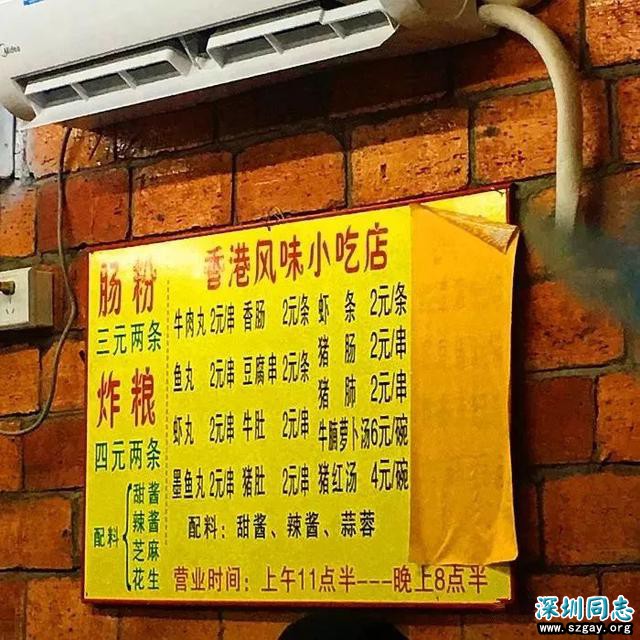 Midea
香港风味小吃店
肠粉
三元两条
炸粮
四元两条
配料
甜酱
辣酱
芝麻
花生
牛肉丸 2元/串 香肠 2元/条 虾条 2元/条
鱼丸 2元/串 豆腐串 2元/条 猪肠 2元/串
猪肺 2元/串
虾丸 2元/串 牛肚 2元/串 牛腩萝卜汤 6元/碗
墨鱼丸 2元/串 猪肚 2元/串 猪红汤 4元/碗
配料：甜酱、辣酱、蒜蓉
营业时间：上午11点半---晚上8点半
深圳同志
www.szgay.org